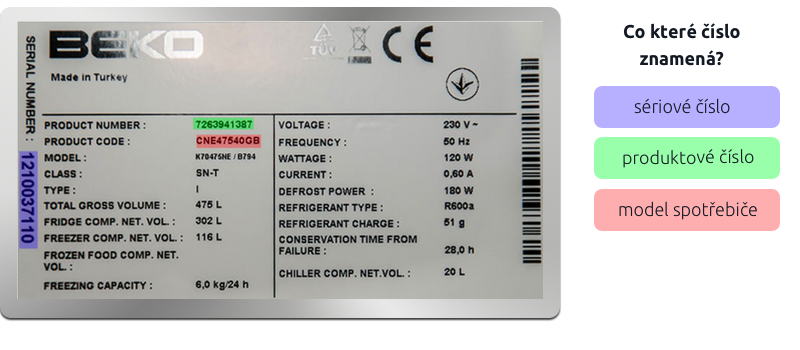 BEKO
TÜV
CE
Made in Turkey
SERIAL NUMBER :
1210037110
PRODUCT NUMBER : 7263941387
PRODUCT CODE : CNE47540GB
MODEL : K70475NE / B794
CLASS : SN-T
TYPE : I
TOTAL GROSS VOLUME : 475 L
FRIDGE COMP. NET. VOL. : 302 L
FREEZER COMP. NET. VOL. : 116 L
FROZEN FOOD COMP. NET.
VOL. :
FREEZING CAPACITY : 6,0 kg/24 h
VOLTAGE : 230 V ~
FREQUENCY : 50 Hz
WATTAGE : 120 W
CURRENT : 0,60 A
DEFROST POWER : 180 W
REFRIGERANT TYPE : R600a
REFRIGERANT CHARGE : 51 g
CONSERVATION TIME FROM
FAILURE : 28,0 h
CHILLER COMP. NET.VOL. : 20 L
Co které číslo
znamená?
sériové číslo
produktové číslo
model spotřebiče